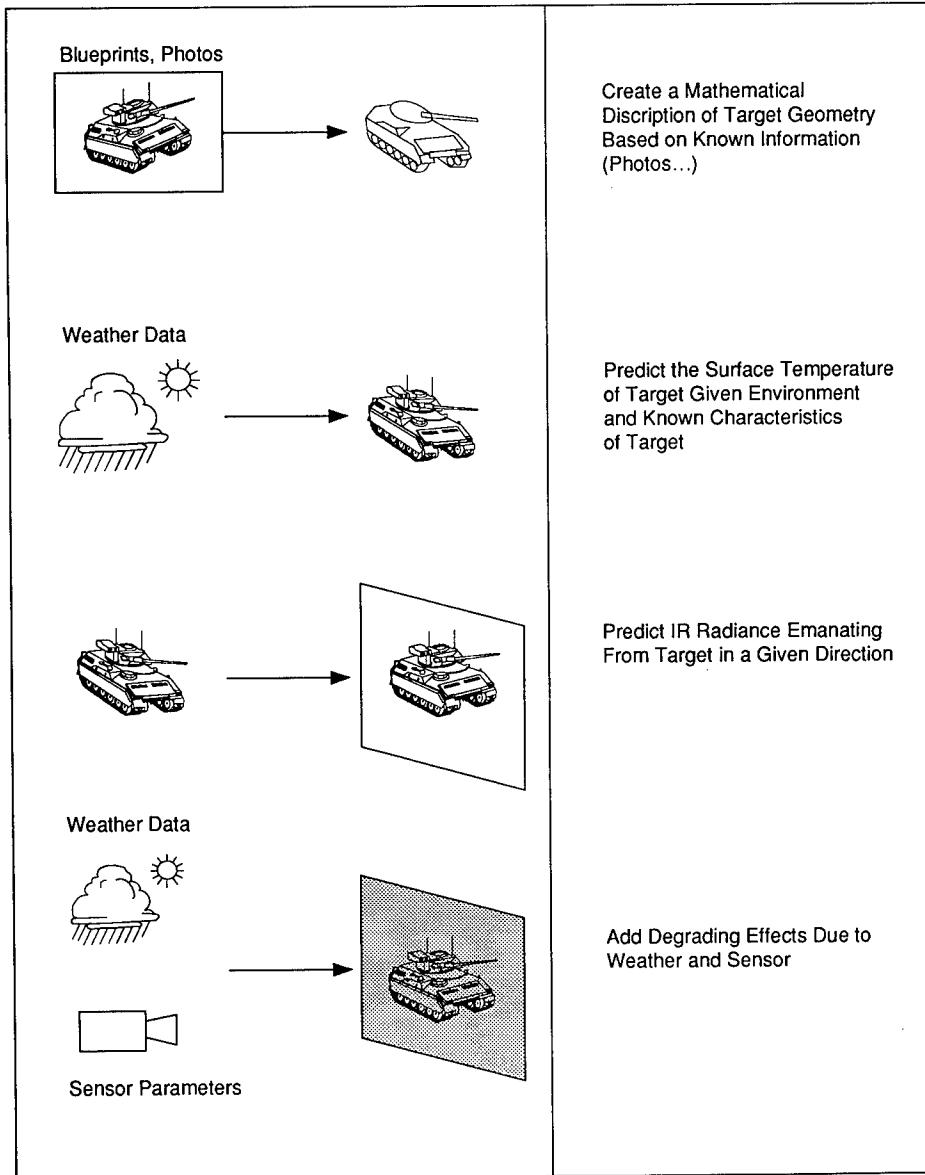 Blueprints, Photos
Create a Mathematical
Discription of Target Geometry
Based on Known Information
(Photos...)
Weather Data
Predict the Surface Temperature
of Target Given Environment
and Known Characteristics
of Target
Predict IR Radiance Emanating
From Target in a Given Direction
Weather Data
Add Degrading Effects Due to
Weather and Sensor
Sensor Parameters